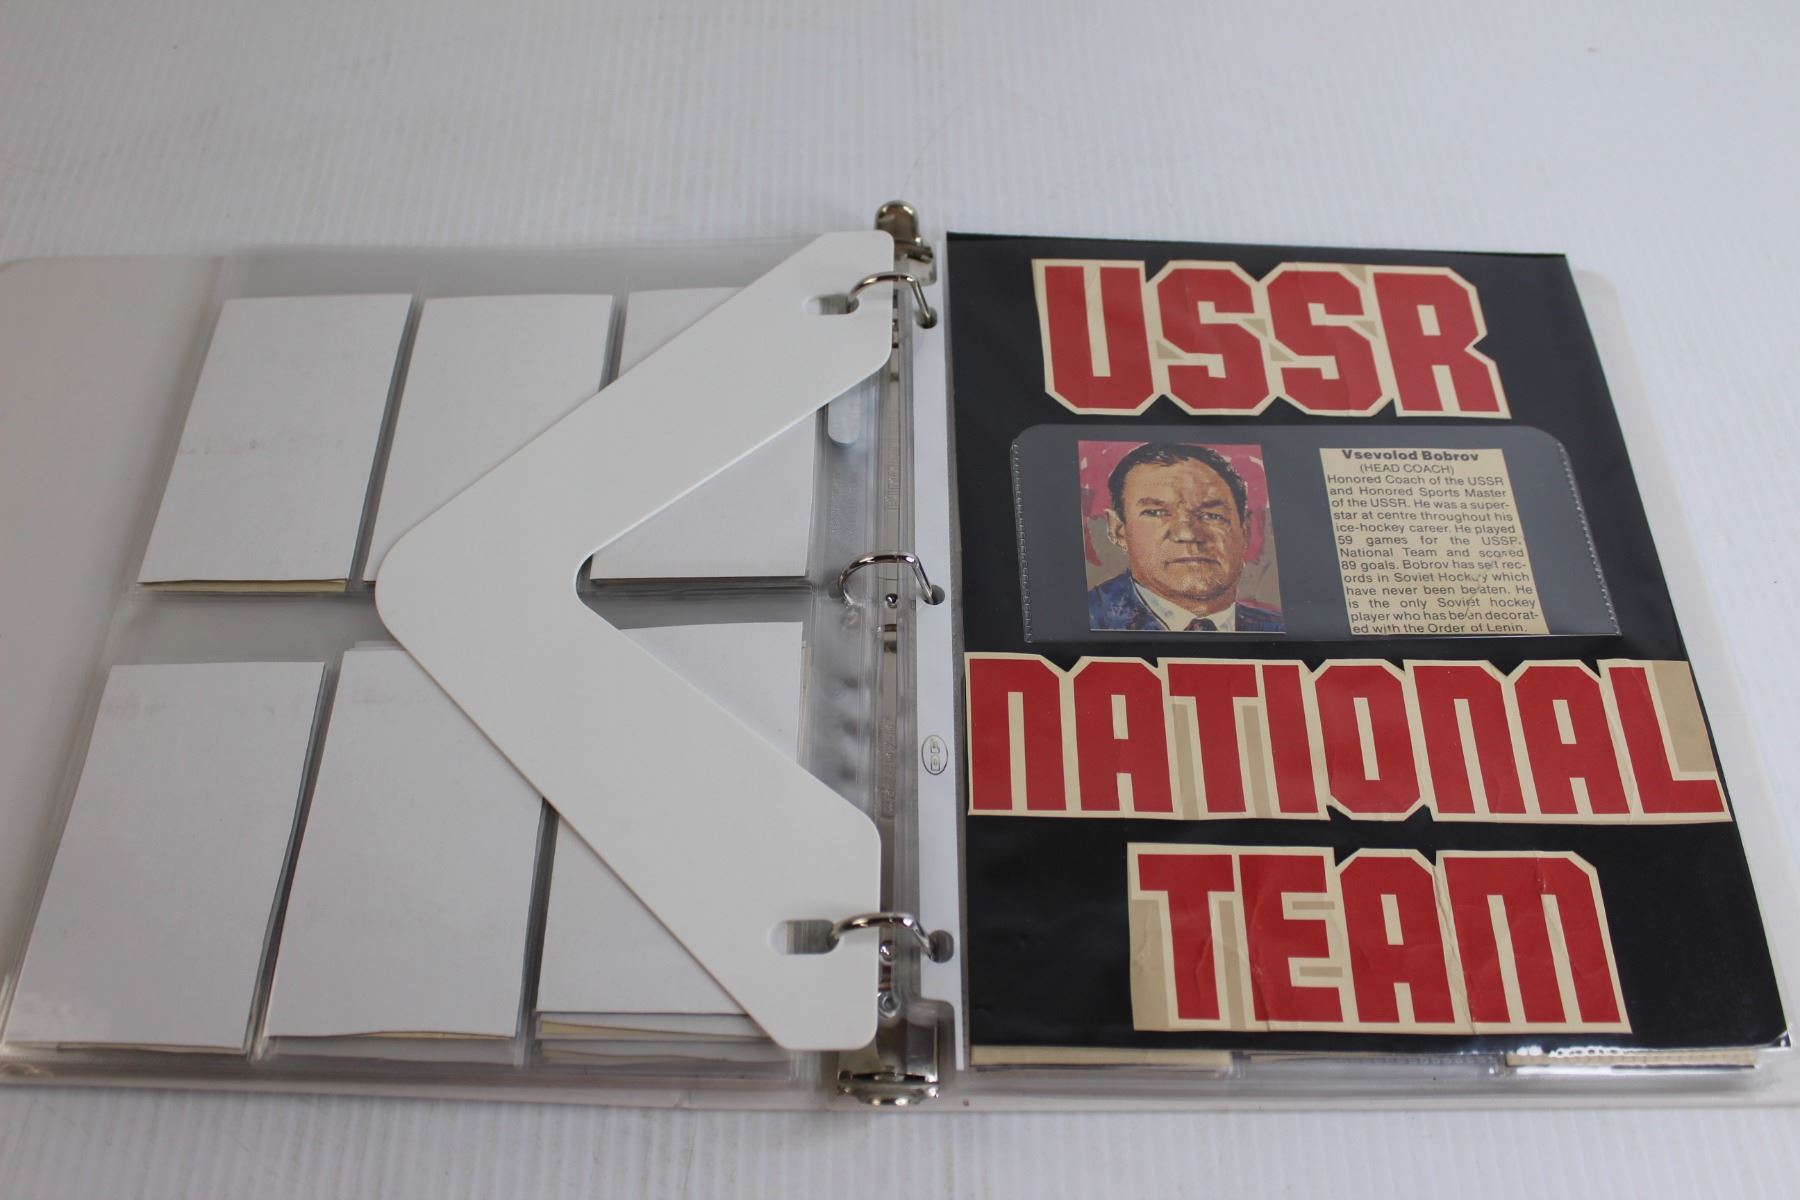 USSR
Vsevolod Bobrov
(HEAD COACH)
Honored Coach of the USSR
and Honored Sports Master
of the USSR. He was a super-
star at centre throughout his
ice-hockey career. He played
59 games for the USSR
National Team and scored
89 goals. Bobrov has set rec-
ords in Soviet Hockey which
have never been beaten. He
is the only Soviet hockey
player who has been decorat-
ed with the Order of Lenin.
NATIONAL
TEAM